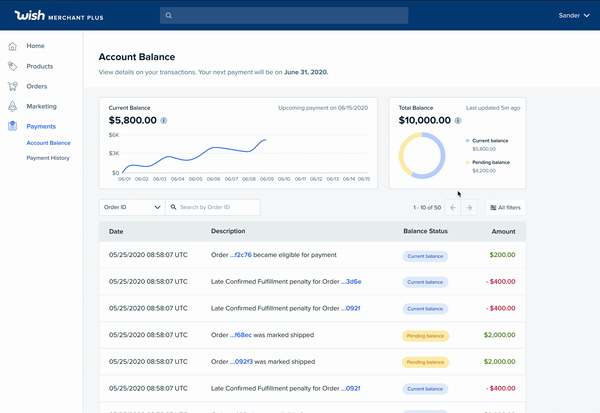 wish MERCHANT PLUS
Sander
Home
Products
Orders
Marketing
Payments
Account Balance
Payment History
Account Balance
View details on your transactions. Your next payment will be on June 31, 2020.
Current Balance
Upcoming payment on 06/15/2020
$5,800.00
$6K
$3K
$0
06/01 06/02 06/03 06/04 06/05 06/06 06/07 06/08 06/09 06/10 06/11 06/12 06/13 06/14 06/15
Total Balance
Last updated 5m ago
$10,000.00
Current balance
$5,800.00
Pending balance
$4,200.00
Order ID
Search by Order ID
1 - 10 of 50
All filters
Date Description Balance Status Amount
05/25/2020 08:58:07 UTC Order ...f2c76 became eligible for payment Current balance $200.00
05/25/2020 08:58:07 UTC Late Confirmed Fulfillment penalty for Order ...3d6e Current balance - $400.00
05/25/2020 08:58:07 UTC Late Confirmed Fulfillment penalty for Order ...092f Current balance - $400.00
05/25/2020 08:58:07 UTC Order ...f68ec was marked shipped Pending balance $2,000.00
05/25/2020 08:58:07 UTC Order ...092f3 was marked shipped Pending balance $2,000.00
05/25/2020 08:58:07 UTC Late Confirmed Fulfillment penalty for Order ...092f Current balance - $400.00